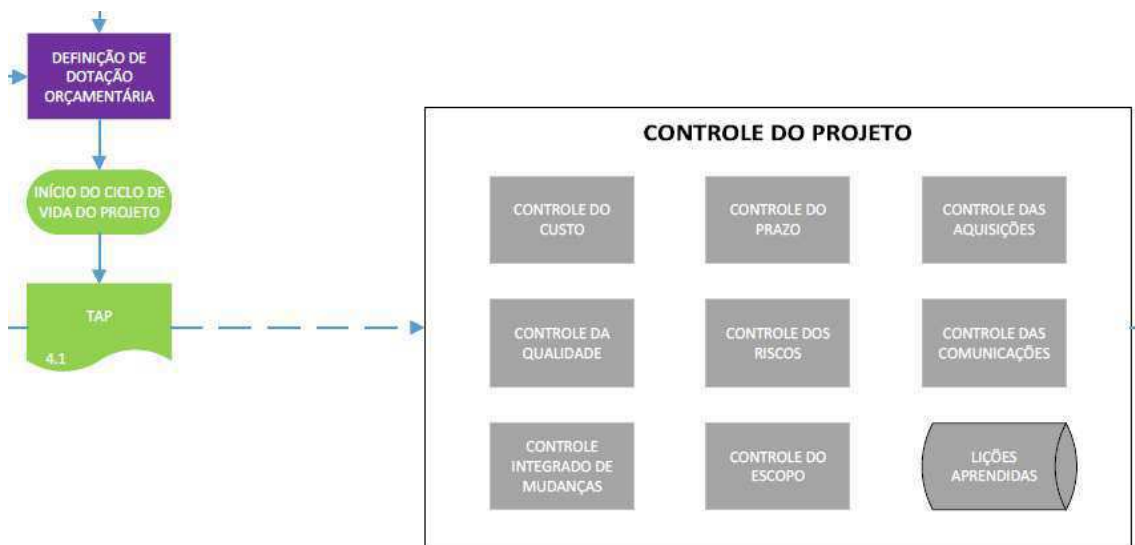 DEFINIÇÃO DE
DOTAÇÃO
ORÇAMENTÁRIA
INÍCIO DO CICLO DE
VIDA DO PROJETO
TAP
4.1
CONTROLE DO PROJETO
CONTROLE DO
CUSTO
CONTROLE DO
PRAZO
CONTROLE DAS
AQUISIÇÕES
CONTROLE DA
QUALIDADE
CONTROLE DOS
RISCOS
CONTROLE DAS
COMUNICAÇÕES
CONTROLE
INTEGRADO DE
MUDANÇAS
CONTROLE DO
ESCOPO
LIÇÕES
APRENDIDAS